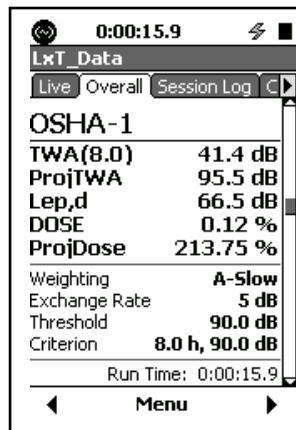 0:00:15.9
LxT_Data
Live Overall Session Log C
OSHA-1
TWA(8.0) 41.4 dB
ProjTWA 95.5 dB
Lep,d 66.5 dB
DOSE 0.12 %
ProjDose 213.75 %
Weighting A-Slow
Exchange Rate 5 dB
Threshold 90.0 dB
Criterion 8.0 h, 90.0 dB
Run Time: 0:00:15.9
Menu